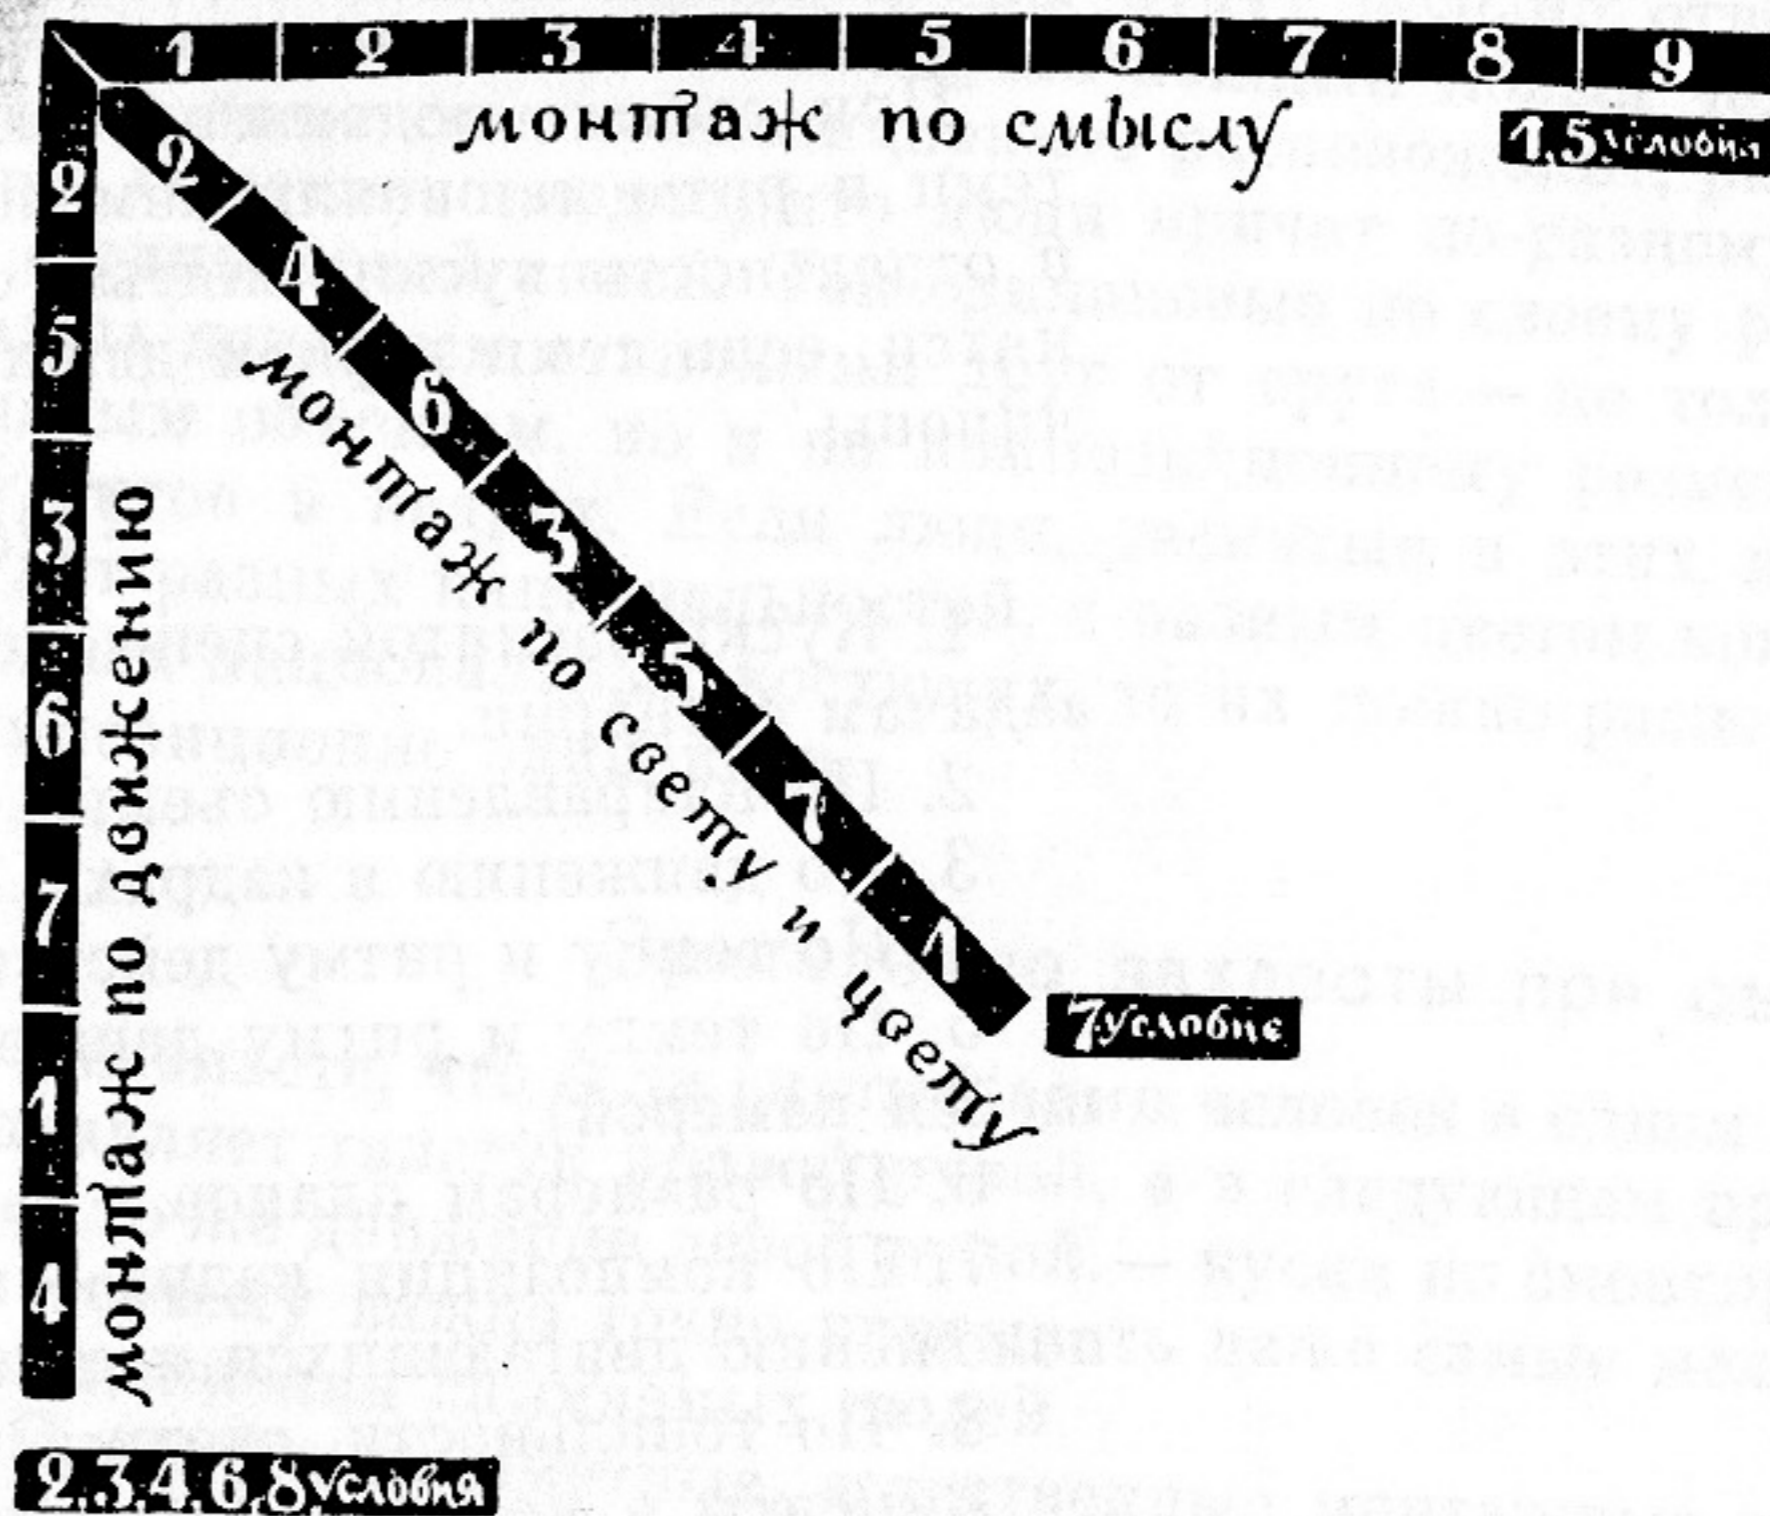 1 2 3 4 5 6 7 8 9
монтаж по смыслу
1,5 условия
2 5 3 6 7 1 4
монтаж по движению
2,3,4,6,8 условия
2 4 6 3 5 7 1
монтаж по свету и цвету
7 условие